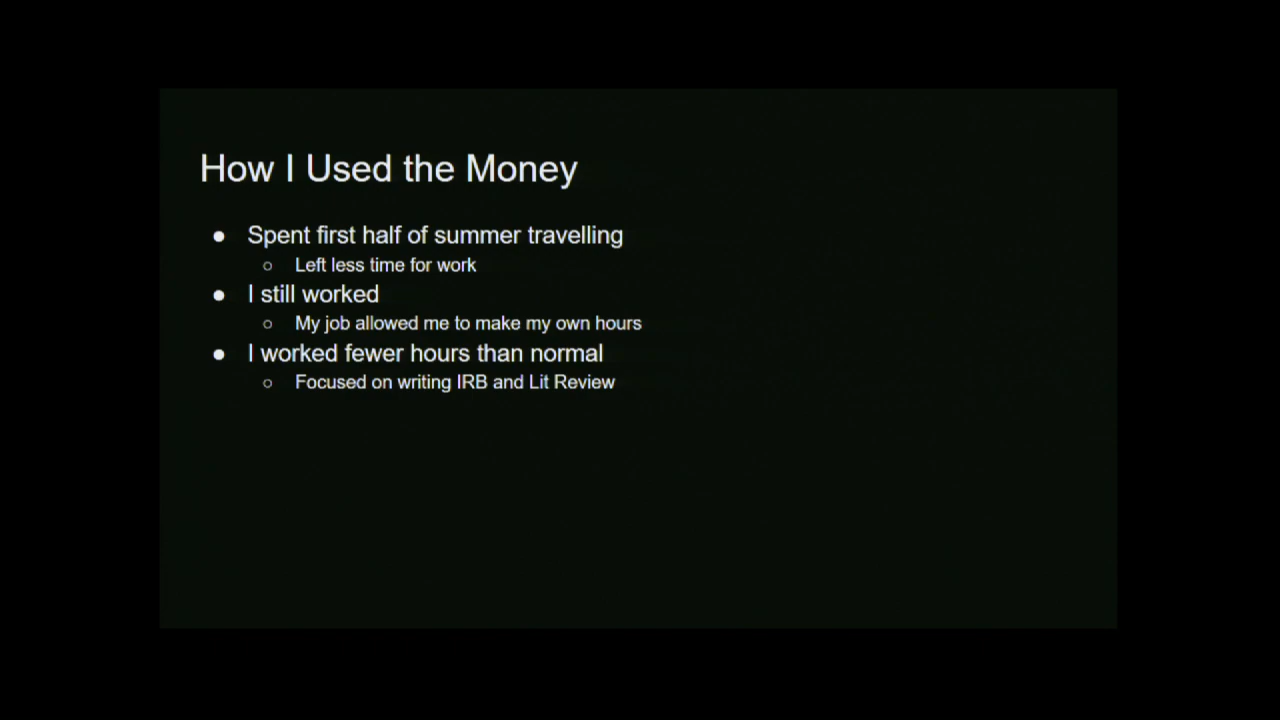 How I Used the Money
● Spent first half of summer travelling
○ Left less time for work
● I still worked
○ My job allowed me to make my own hours
● I worked fewer hours than normal
○ Focused on writing IRB and Lit Review